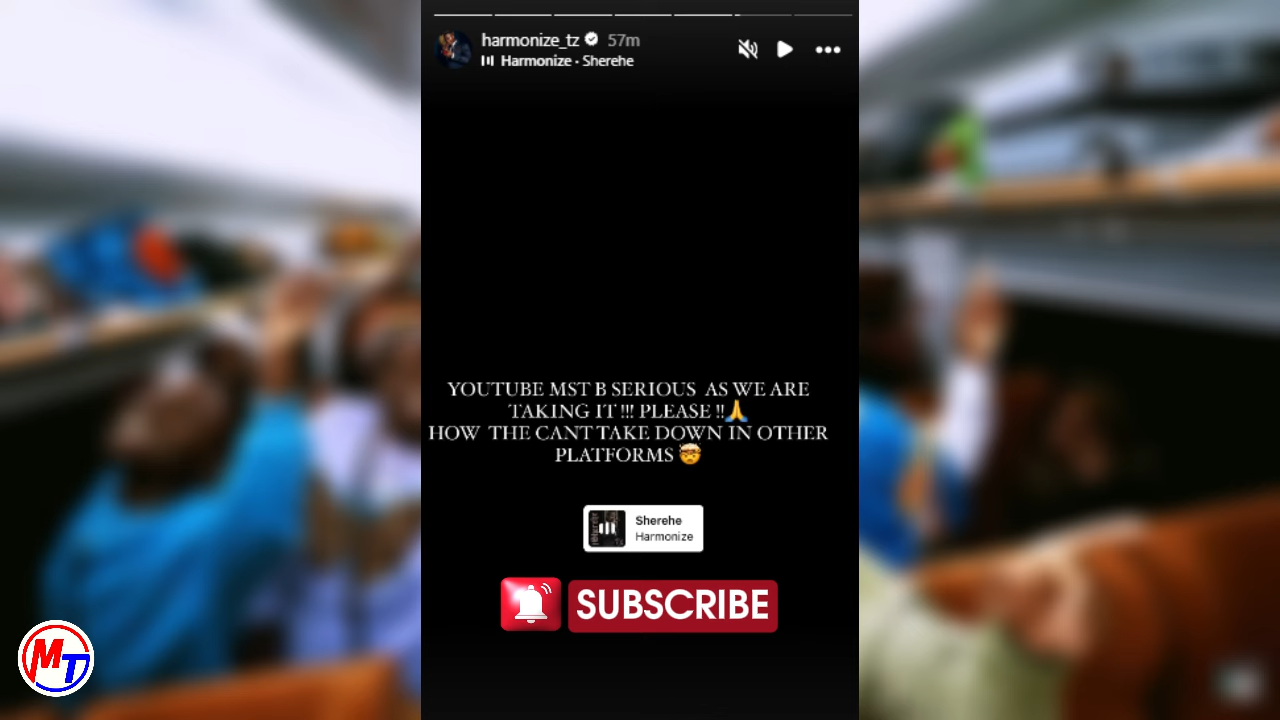 harmonize_tz 57m
Harmonize · Sherehe
YOUTUBE MST B SERIOUS AS WE ARE
TAKING IT !!! PLEASE !!🙏
HOW THE CANT TAKE DOWN IN OTHER
PLATFORMS 🤯
Sherehe
Harmonize
SUBSCRIBE
MT